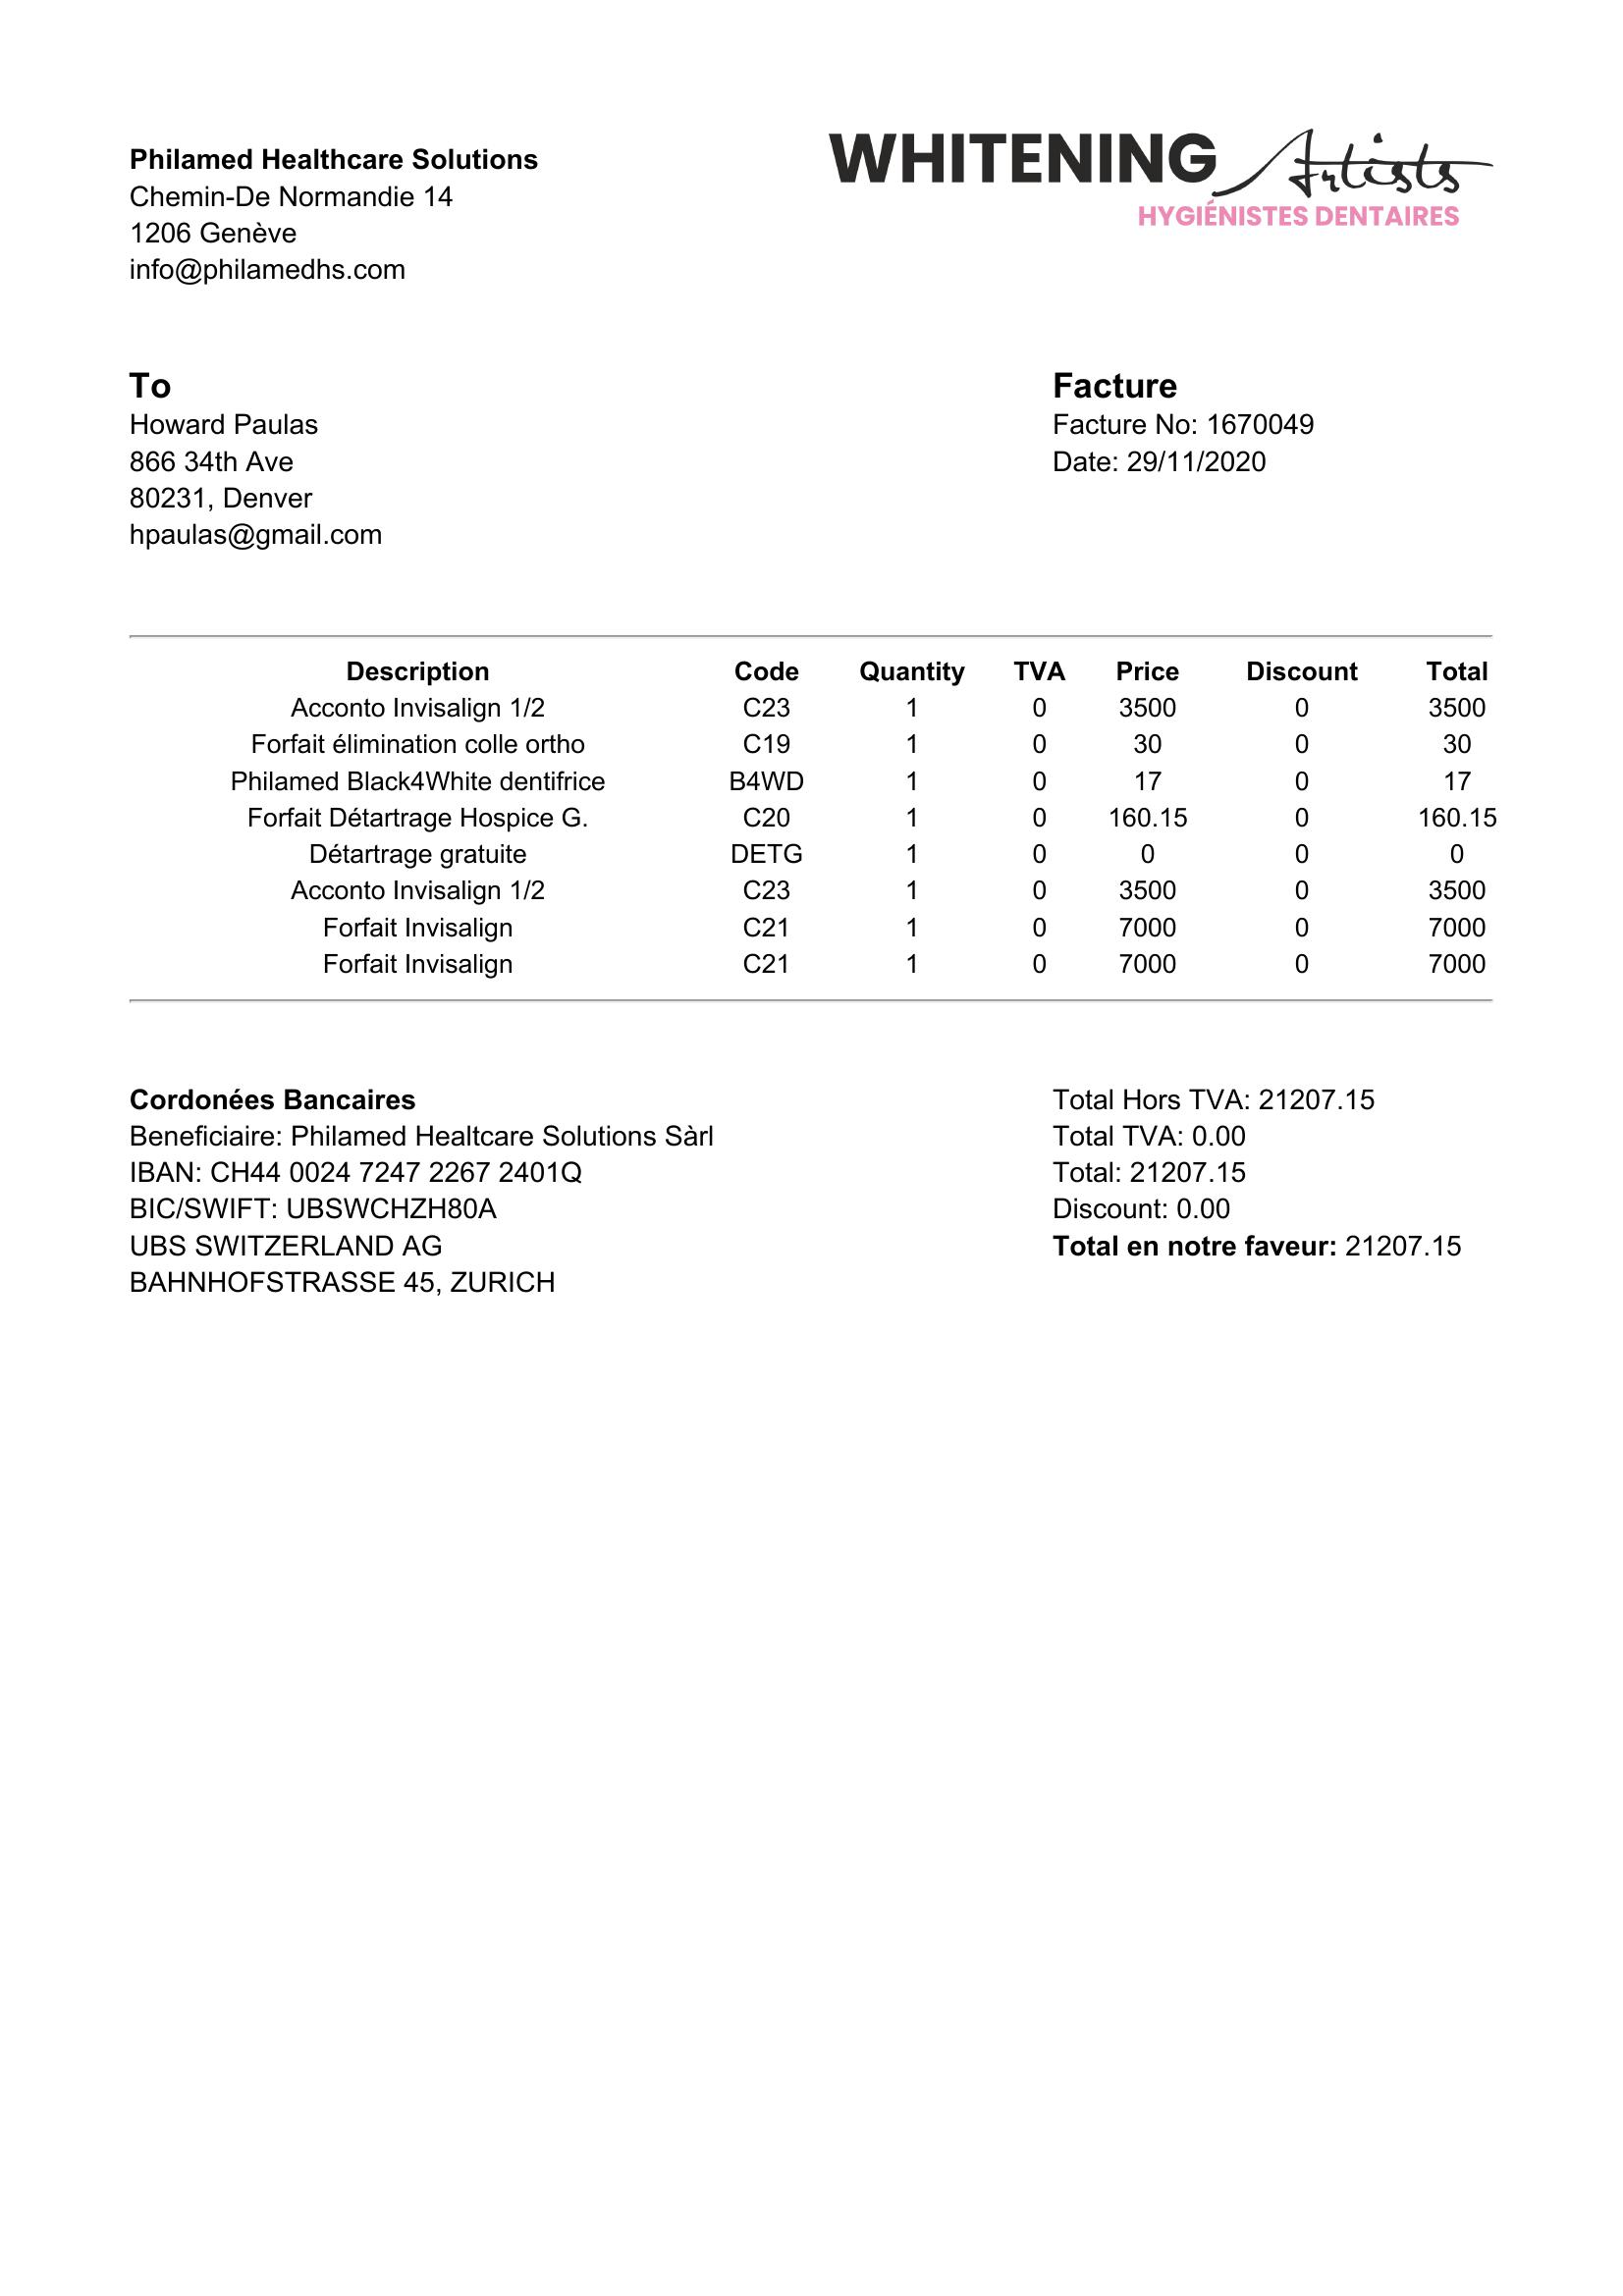 Philamed Healthcare Solutions
Chemin-De Normandie 14
1206 Genève
info@philamedhs.com
WHITENING Artists
HYGIÉNISTES DENTAIRES
To
Howard Paulas
866 34th Ave
80231, Denver
hpaulas@gmail.com
Facture
Facture No: 1670049
Date: 29/11/2020
Description Code Quantity TVA Price Discount Total
Acconto Invisalign 1/2 C23 1 0 3500 0 3500
Forfait élimination colle ortho C19 1 0 30 0 30
Philamed Black4White dentifrice B4WD 1 0 17 0 17
Forfait Détartrage Hospice G. C20 1 0 160.15 0 160.15
Détartrage gratuite DETG 1 0 0 0 0
Acconto Invisalign 1/2 C23 1 0 3500 0 3500
Forfait Invisalign C21 1 0 7000 0 7000
Forfait Invisalign C21 1 0 7000 0 7000
Cordonées Bancaires
Beneficiaire: Philamed Healtcare Solutions Sàrl
IBAN: CH44 0024 7247 2267 2401Q
BIC/SWIFT: UBSWCHZH80A
UBS SWITZERLAND AG
BAHNHOFSTRASSE 45, ZURICH
Total Hors TVA: 21207.15
Total TVA: 0.00
Total: 21207.15
Discount: 0.00
Total en notre faveur: 21207.15